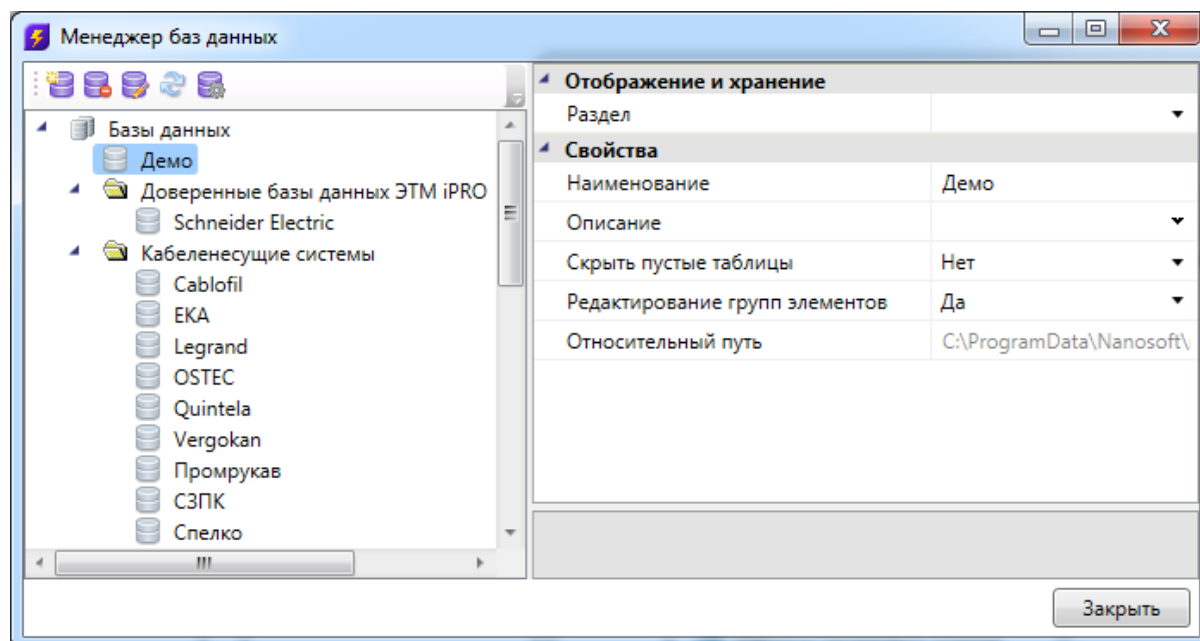 Менеджер баз данных
Базы данных
Демо
Доверенные базы данных ЭТМ iPRO
Schneider Electric
Кабеленесущие системы
Cablofil
EKA
Legrand
OSTEC
Quintela
Vergokan
Промрукав
СЗПК
Спелко
Отображение и хранение
Раздел
Свойства
Наименование Демо
Описание
Скрыть пустые таблицы Нет
Редактирование групп элементов Да
Относительный путь C:\ProgramData\Nanosoft\
Закрыть